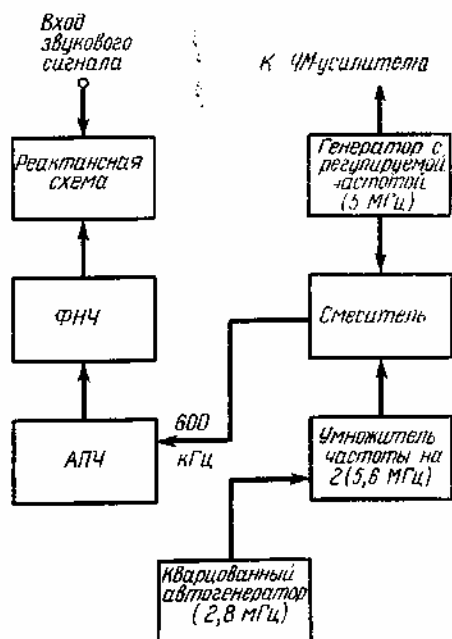 Вход
звукового
сигнала
К ЧМ-усилителю
Реактансная
схема
Генератор с
регулируемой
частотой
(5 МГц)
ФНЧ
Смеситель
600
кГц
АПЧ
Умножитель
частоты на
2(5,6 МГц)
Кварцованный
автогенератор
(2,8 МГц)